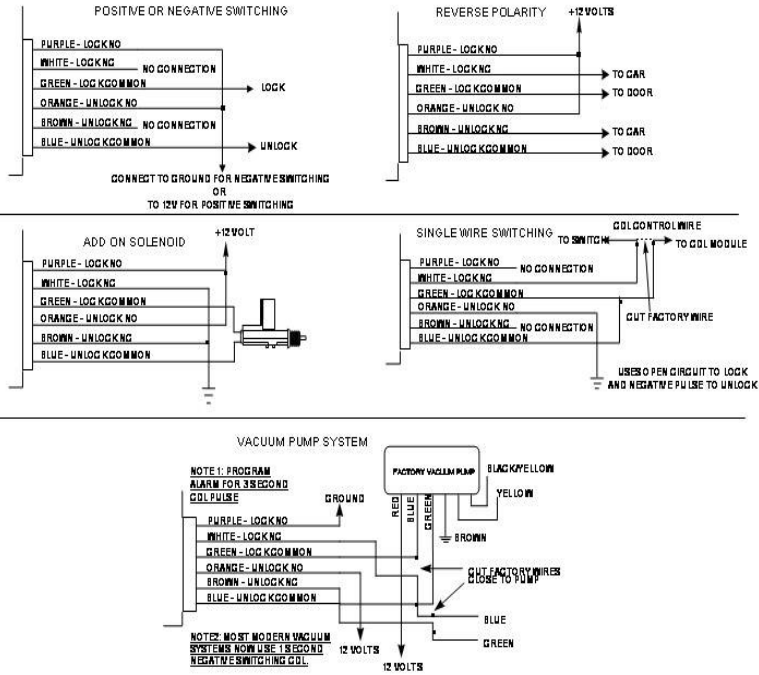 POSITIVE OR NEGATIVE SWITCHING
PURPLE - LOCK NO
WHITE - LOCK NC
NO CONNECTION
GREEN - LOCK COMMON
LOCK
ORANGE - UNLOCK NO
BROWN - UNLOCK NC
NO CONNECTION
BLUE - UNLOCK COMMON
UNLOCK
CONNECT TO GROUND FOR NEGATIVE SWITCHING
OR
TO 12V FOR POSITIVE SWITCHING
REVERSE POLARITY
+12 VOLTS
PURPLE - LOCK NO
WHITE - LOCK NC
TO CAR
GREEN - LOCK COMMON
TO DOOR
ORANGE - UNLOCK NO
BROWN - UNLOCK NC
TO CAR
BLUE - UNLOCK COMMON
TO DOOR
ADD ON SOLENOID
+12 VOLT
PURPLE - LOCK NO
WHITE - LOCK NC
GREEN - LOCK COMMON
ORANGE - UNLOCK NO
BROWN - UNLOCK NC
BLUE - UNLOCK COMMON
SINGLE WIRE SWITCHING
CDL CONTROL WIRE
TO SWITCH
TO CDL MODULE
PURPLE - LOCK NO
NO CONNECTION
WHITE - LOCK NC
GREEN - LOCK COMMON
ORANGE - UNLOCK NO
CUT FACTORY WIRE
BROWN - UNLOCK NC
NO CONNECTION
BLUE - UNLOCK COMMON
USES OPEN CIRCUIT TO LOCK
AND NEGATIVE PULSE TO UNLOCK
VACUUM PUMP SYSTEM
NOTE 1: PROGRAM
ALARM FOR 3 SECOND
CDL PULSE
GROUND
FACTORY VACUUM PUMP
BLACK/YELLOW
YELLOW
RED
BLUE
GREEN
BROWN
PURPLE - LOCK NO
WHITE - LOCK NC
GREEN - LOCK COMMON
ORANGE - UNLOCK NO
BROWN - UNLOCK NC
BLUE - UNLOCK COMMON
CUT FACTORY WIRES
CLOSE TO PUMP
BLUE
GREEN
NOTE2: MOST MODERN VACUUM
SYSTEMS NOW USE 1 SECOND
NEGATIVE SWITCHING CDL.
12 VOLTS
12 VOLTS